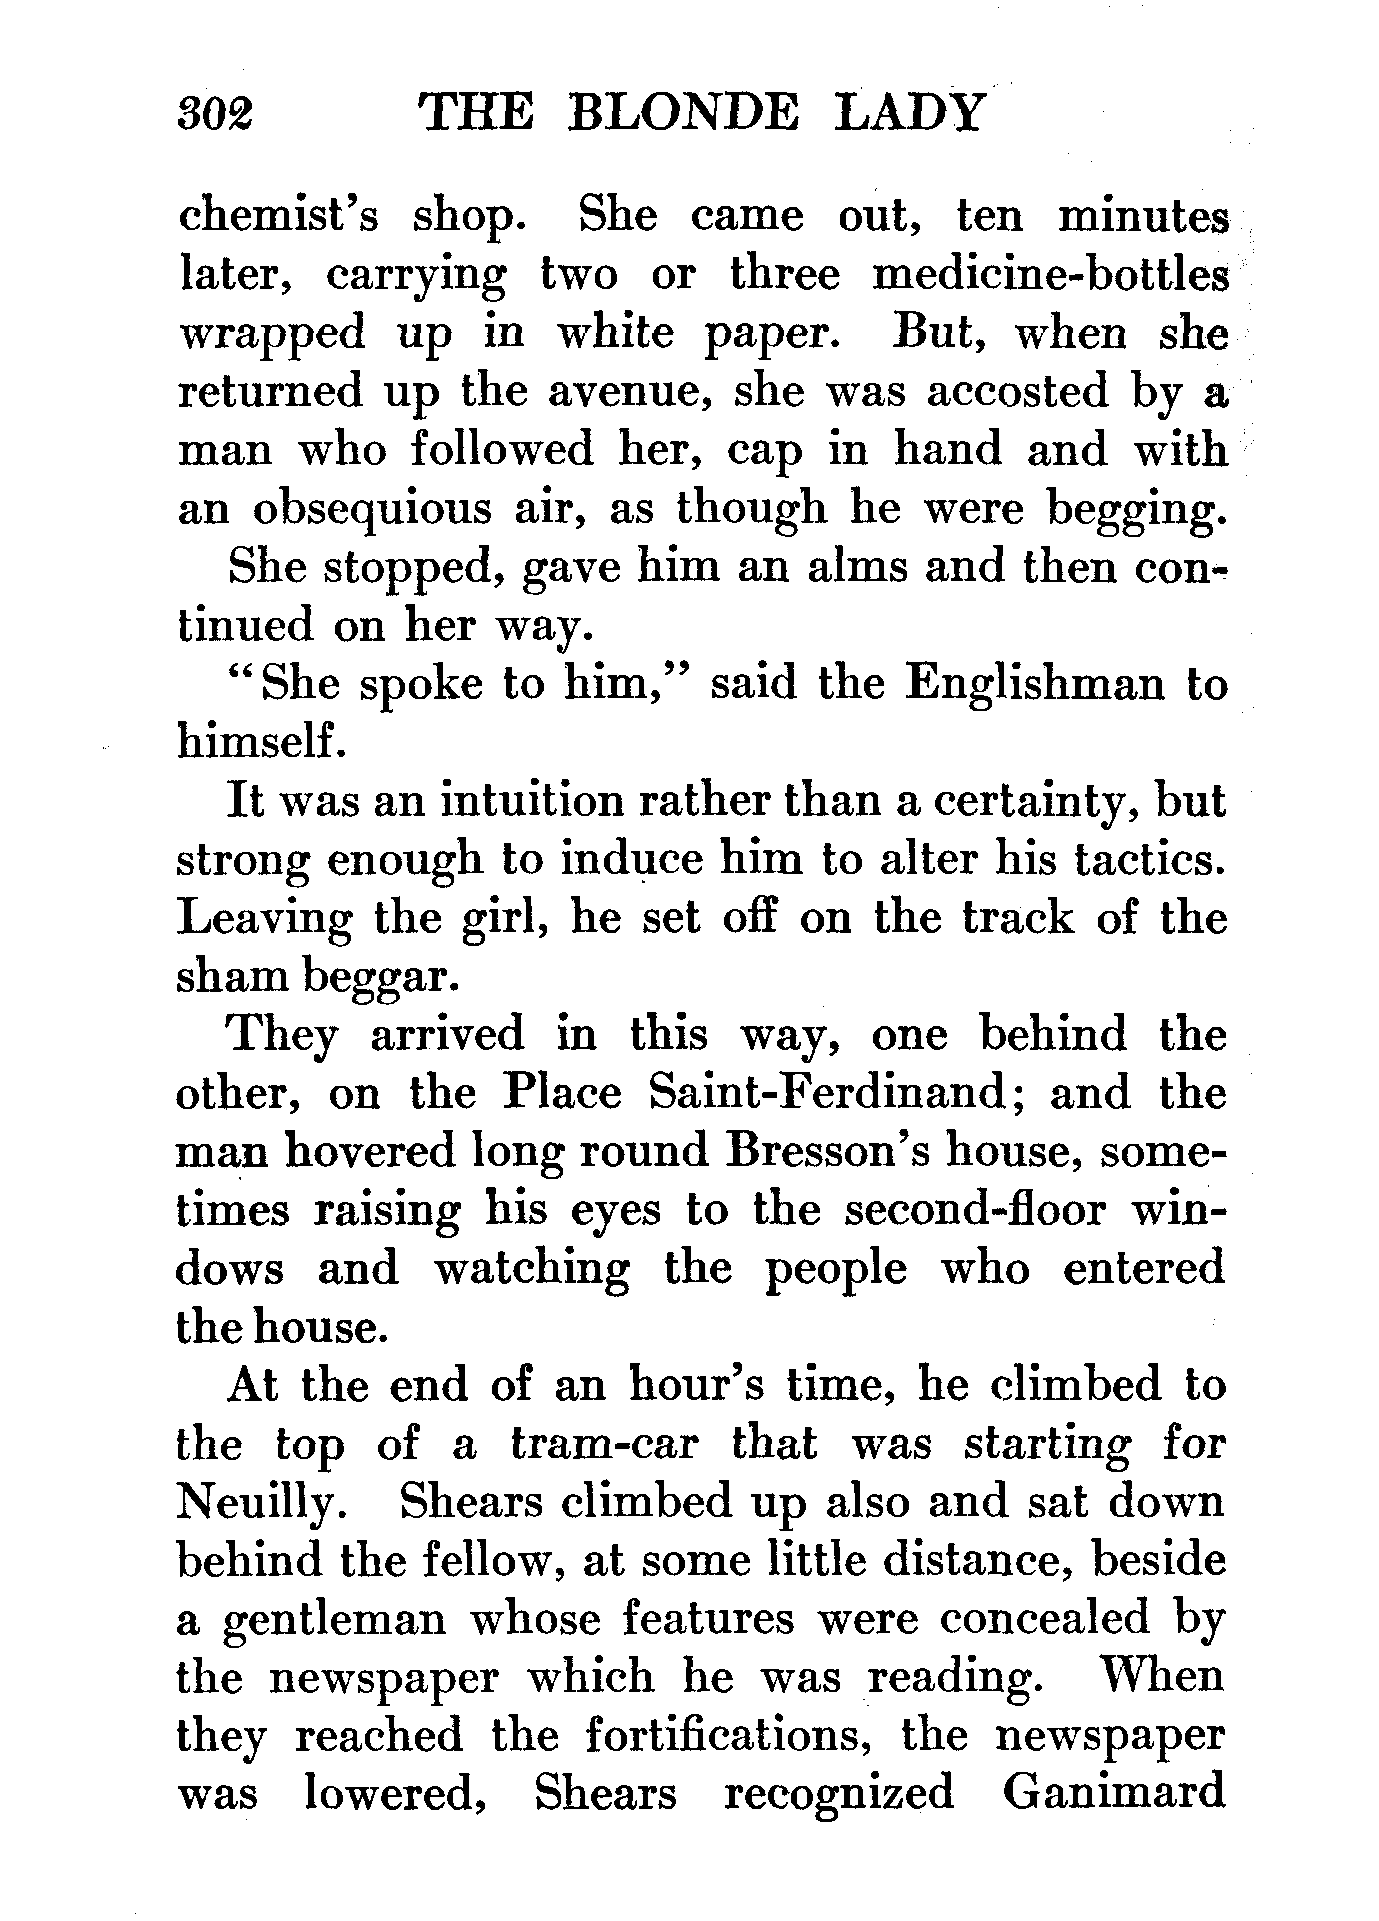 302 THE BLONDE LADY
chemist's shop. She came out, ten minutes
later, carrying two or three medicine-bottles
wrapped up in white paper. But, when she
returned up the avenue, she was accosted by a
man who followed her, cap in hand and with
an obsequious air, as though he were begging.
She stopped, gave him an alms and then con-
tinued on her way.
"She spoke to him," said the Englishman to
himself.
It was an intuition rather than a certainty, but
strong enough to induce him to alter his tactics.
Leaving the girl, he set off on the track of the
sham beggar.
They arrived in this way, one behind the
other, on the Place Saint-Ferdinand; and the
man hovered long round Bresson's house, some-
times raising his eyes to the second-floor win-
dows and watching the people who entered
the house.
At the end of an hour's time, he climbed to
the top of a tram-car that was starting for
Neuilly. Shears climbed up also and sat down
behind the fellow, at some little distance, beside
a gentleman whose features were concealed by
the newspaper which he was reading. When
they reached the fortifications, the newspaper
was lowered, Shears recognized Ganimard